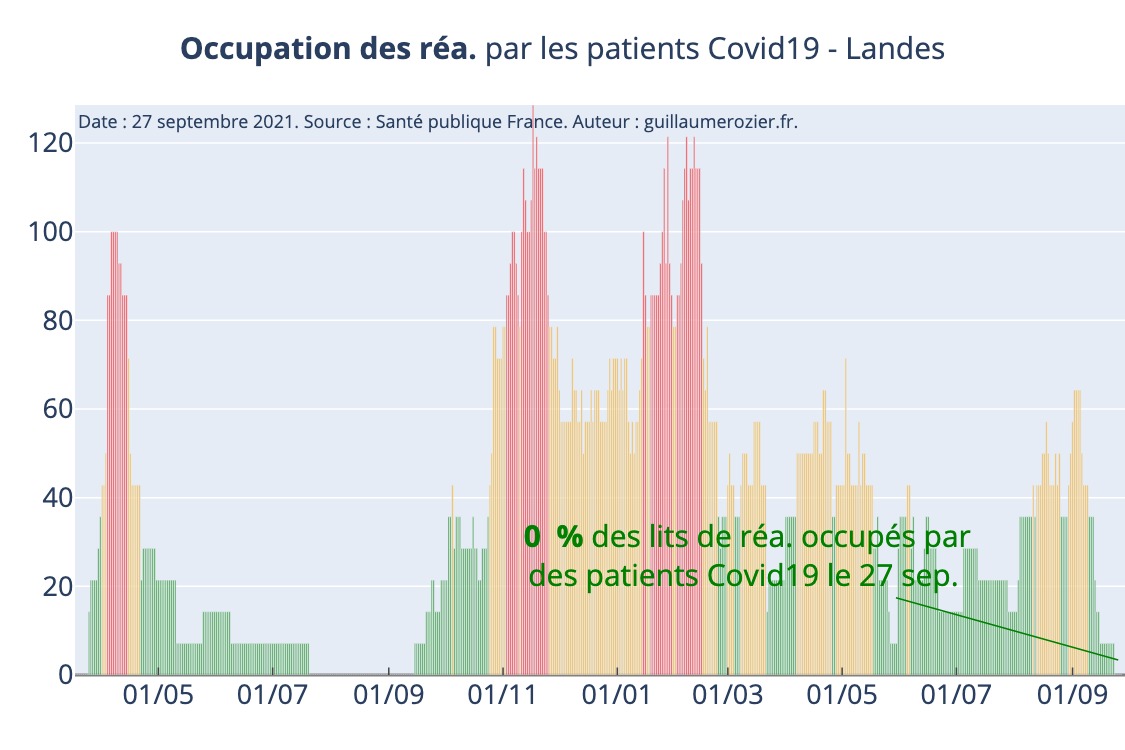 Occupation des réa. par les patients Covid19 - Landes
Date : 27 septembre 2021. Source : Santé publique France. Auteur : guillaumerozier.fr.
120
100
80
60
40
20
0
0 % des lits de réa. occupés par
des patients Covid19 le 27 sep.
01/05 01/07 01/09 01/11 01/01 01/03 01/05 01/07 01/09